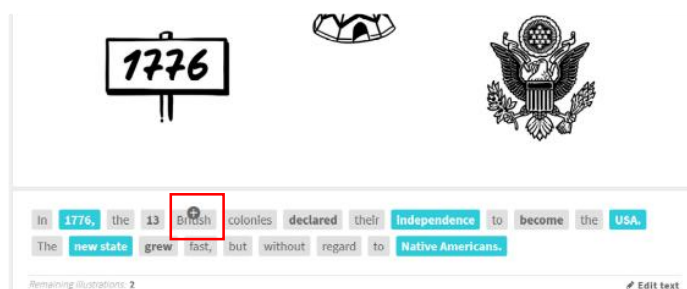 1776
In 1776, the 13 British colonies declared their Independence to become the USA.
The new state grew fast, but without regard to Native Americans.
Remaining illustrations: 2
Edit text